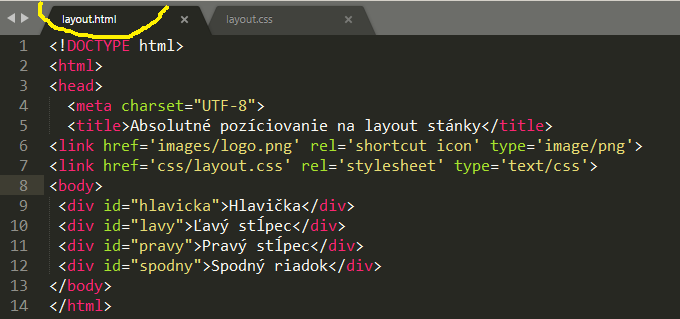 layout.html × layout.css ×
1 <!DOCTYPE html>
2 <html>
3 <head>
4 <meta charset="UTF-8">
5 <title>Absolutné pozíciovanie na layout stánky</title>
6 <link href='images/logo.png' rel='shortcut icon' type='image/png'>
7 <link href='css/layout.css' rel='stylesheet' type='text/css'>
8 <body>
9 <div id="hlavicka">Hlavička</div>
10 <div id="lavy">Ľavý stĺpec</div>
11 <div id="pravy">Pravý stĺpec</div>
12 <div id="spodny">Spodný riadok</div>
13 </body>
14 </html>